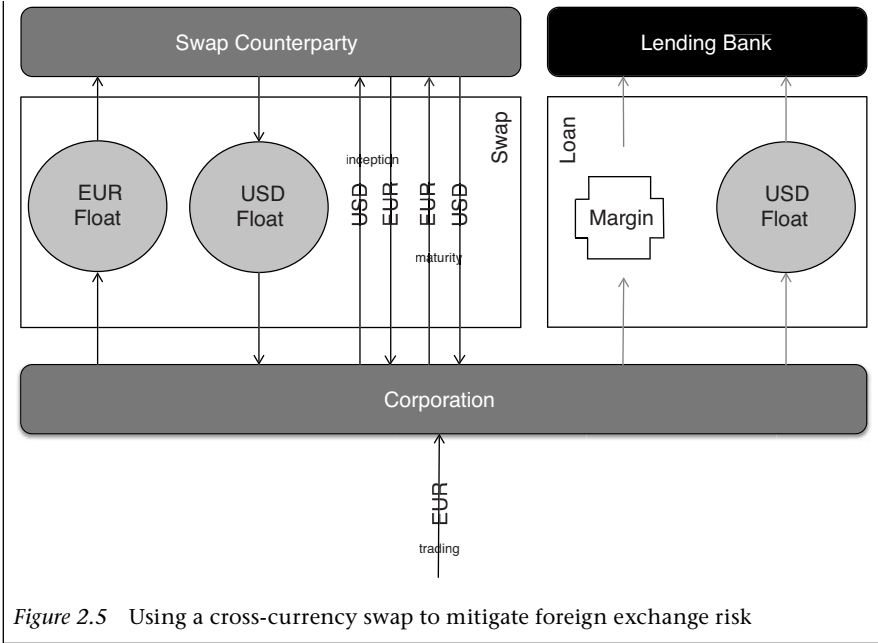 Swap Counterparty
Lending Bank
Swap
Loan
inception
EUR
Float
USD
Float
USD
EUR
EUR
USD
Margin
USD
Float
maturity
Corporation
EUR
trading
Figure 2.5 Using a cross-currency swap to mitigate foreign exchange risk